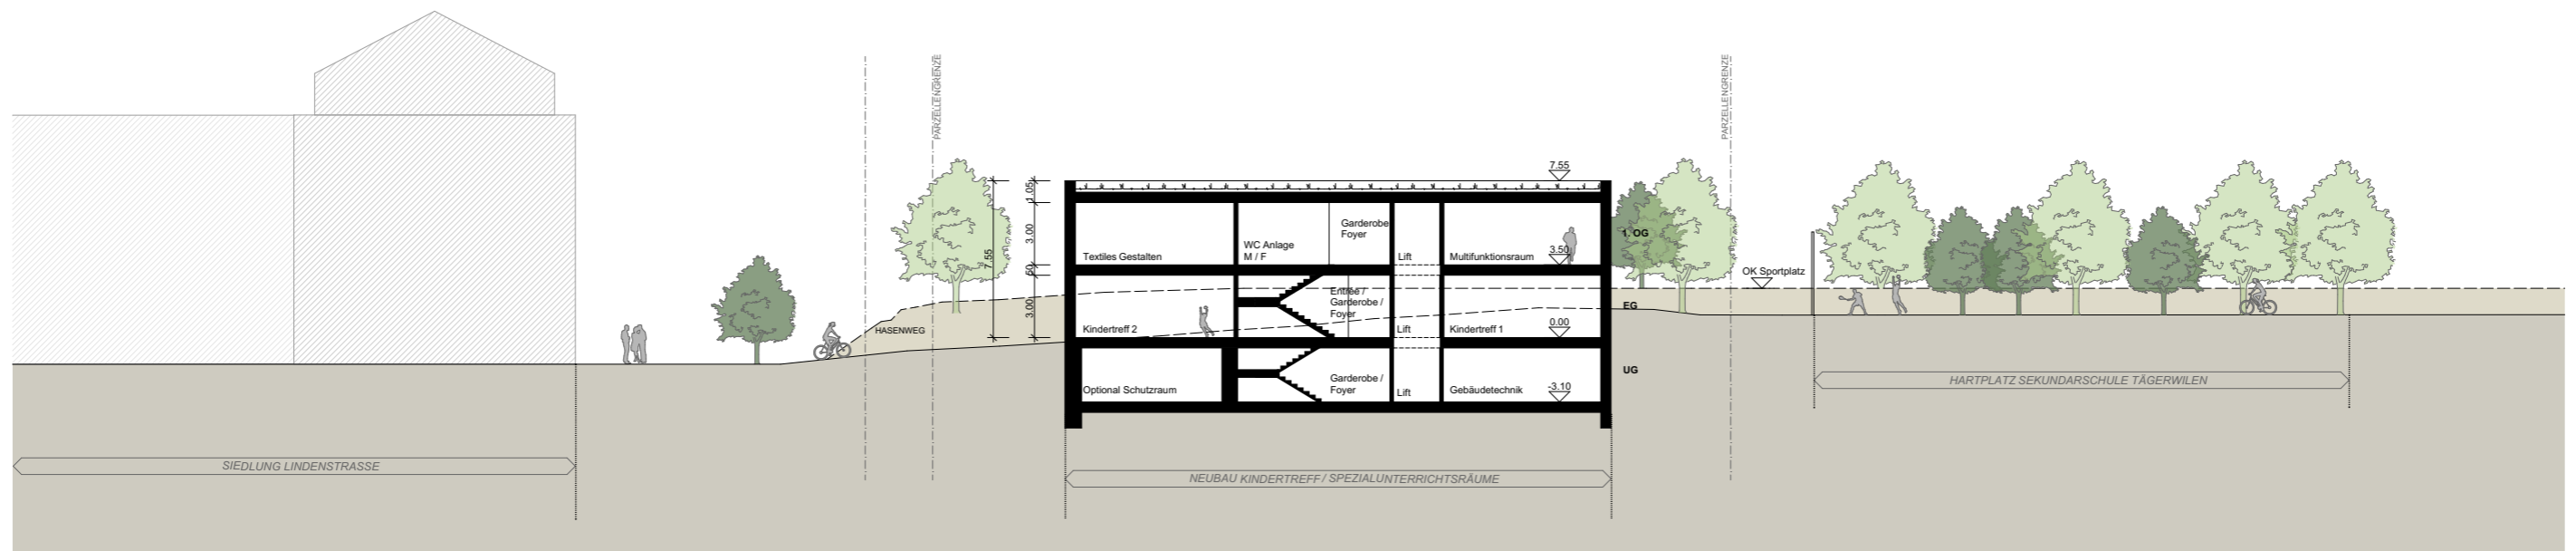 PARZELLENGRENZE
PARZELLENGRENZE
7.55
1.05
3.00
50
3.00
7.55
Garderobe
Foyer
WC Anlage
M / F
Textiles Gestalten
Lift
Multifunktionsraum
3.50
1. OG
OK Sportplatz
Entrée /
Garderobe /
Foyer
EG
HASENWEG
Kindertreff 2
Lift
Kindertreff 1
0.00
UG
Optional Schutzraum
Garderobe /
Foyer
Lift
Gebäudetechnik
-3.10
HARTPLATZ SEKUNDARSCHULE TÄGERWILEN
SIEDLUNG LINDENSTRASSE
NEUBAU KINDERTREFF / SPEZIALUNTERRICHTSRÄUME